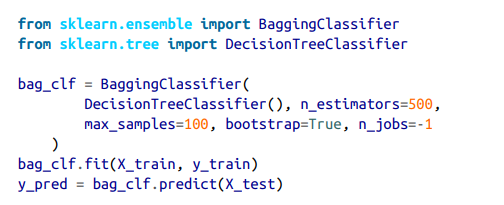 from sklearn.ensemble import BaggingClassifier
from sklearn.tree import DecisionTreeClassifier

bag_clf = BaggingClassifier(
        DecisionTreeClassifier(), n_estimators=500,
        max_samples=100, bootstrap=True, n_jobs=-1
    )
bag_clf.fit(X_train, y_train)
y_pred = bag_clf.predict(X_test)